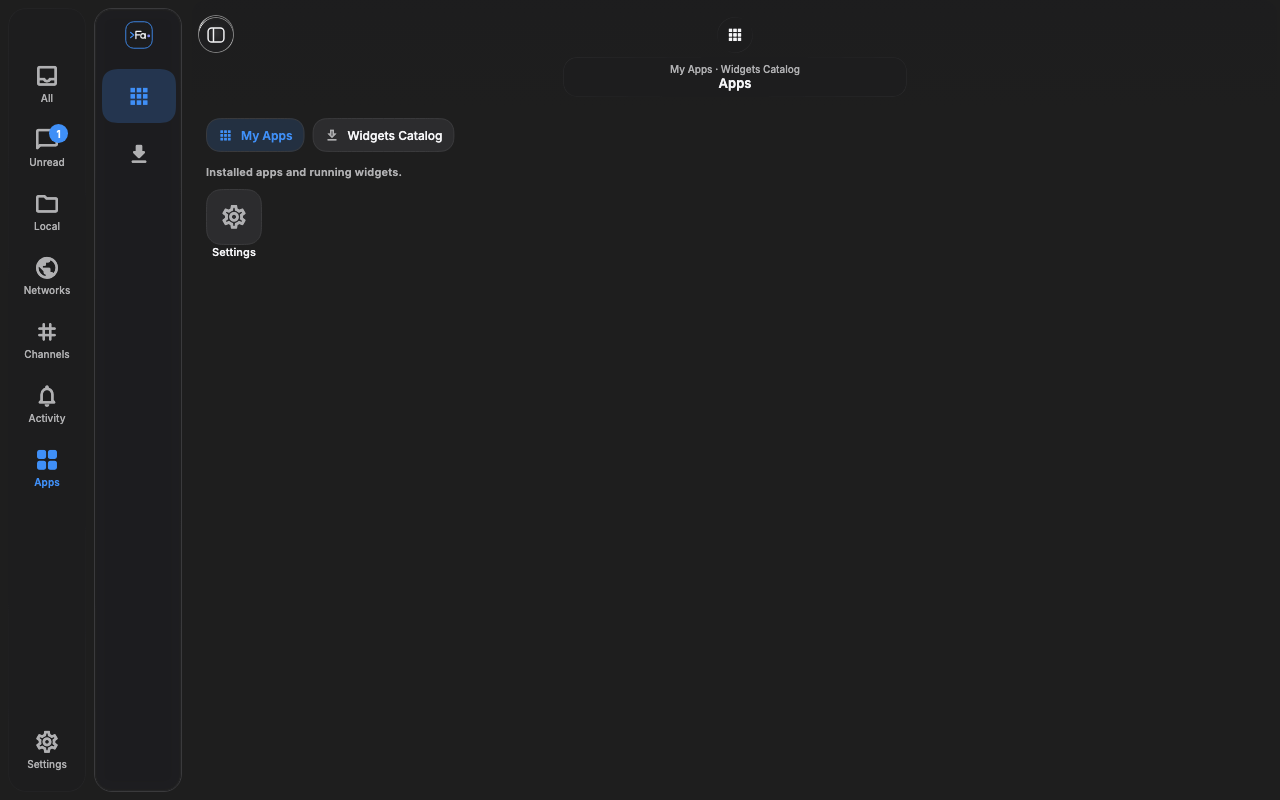 All
1
Unread
Local
Networks
Channels
Activity
Apps
Settings
>Fa
My Apps · Widgets Catalog
Apps
My Apps
Widgets Catalog
Installed apps and running widgets.
Settings